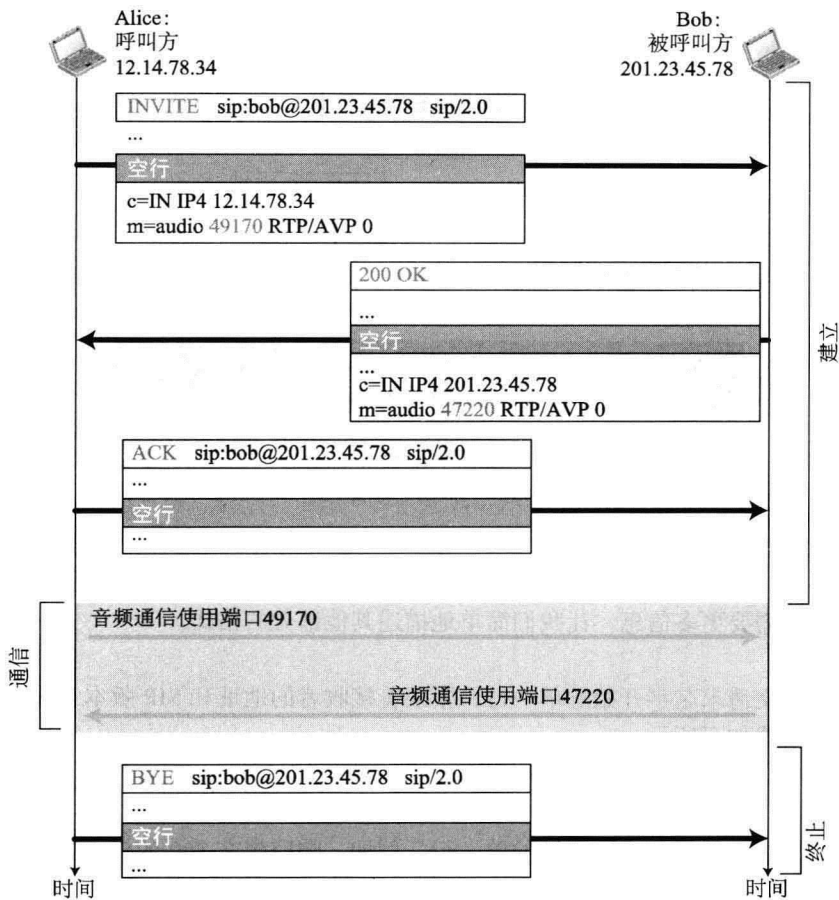 Alice:
呼叫方
12.14.78.34
Bob:
被呼叫方
201.23.45.78
INVITE sip:bob@201.23.45.78 sip/2.0
...
空行
c=IN IP4 12.14.78.34
m=audio 49170 RTP/AVP 0
200 OK
...
空行
...
c=IN IP4 201.23.45.78
m=audio 47220 RTP/AVP 0
建立
ACK sip:bob@201.23.45.78 sip/2.0
...
空行
...
通信
音频通信使用端口49170
音频通信使用端口47220
BYE sip:bob@201.23.45.78 sip/2.0
...
空行
...
终止
时间
时间